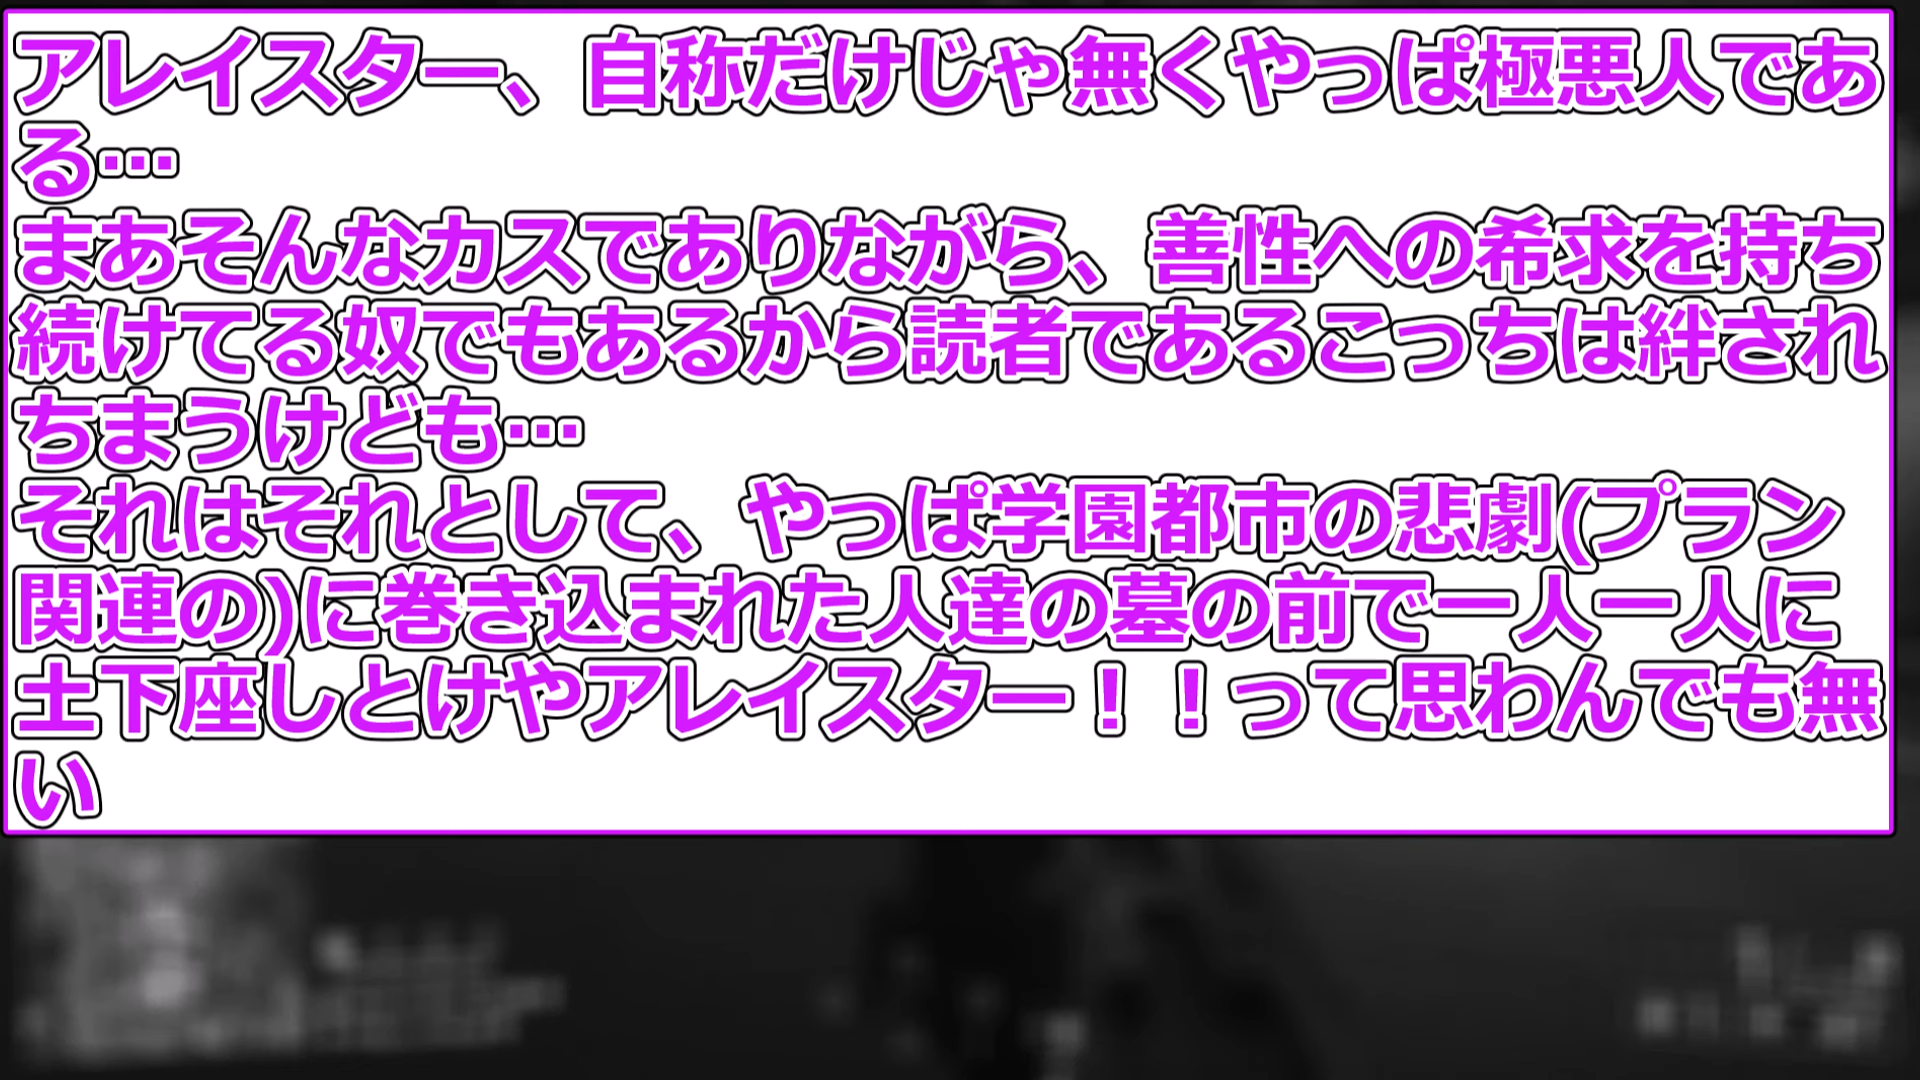 アレイスター、自称だけじゃ無くやっぱ極悪人であ
る…
まあそんなカスでありながら、善性への希求を持ち
続けてる奴でもあるから読者であるこっちは絆され
ちまうけども…
それはそれとして、やっぱ学園都市の悲劇(プラン
関連の)に巻き込まれた人達の墓の前で一人一人に
土下座しとけやアレイスター！！って思わんでも無
い